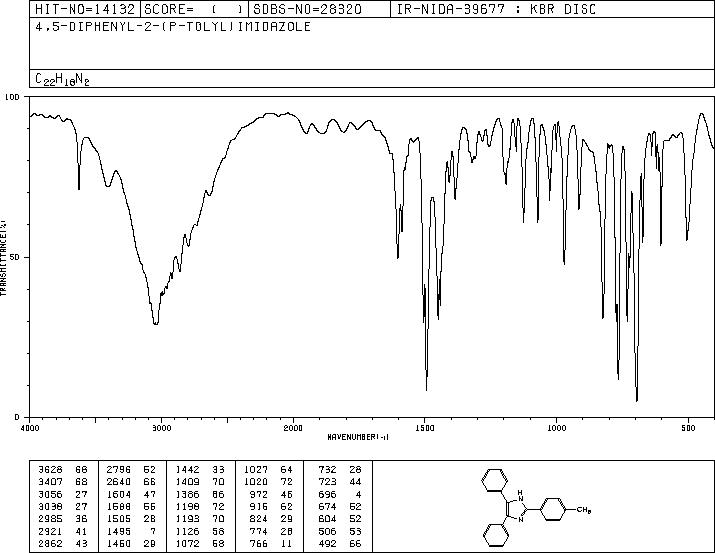 HIT-NO=14132 SCORE= ( ) SDBS-NO=28320 IR-NIDA-39677 : KBR DISC
4,5-DIPHENYL-2-(P-TOLYL)IMIDAZOLE
C22H18N2
100
50
0
TRANSMITTANCE(%)
4000 3000 2000 1500 1000 500
WAVENUMBER(-1)
3628 68 2796 52 1442 33 1027 64 732 28
3407 68 2640 66 1409 70 1020 72 723 44
3056 27 1604 47 1386 66 972 46 696 4
3038 27 1588 56 1198 72 916 62 674 52
2985 36 1505 28 1193 70 824 29 604 52
2921 41 1495 7 1126 58 774 28 506 53
2862 43 1450 29 1072 58 766 11 492 66
H
N
N
CH3